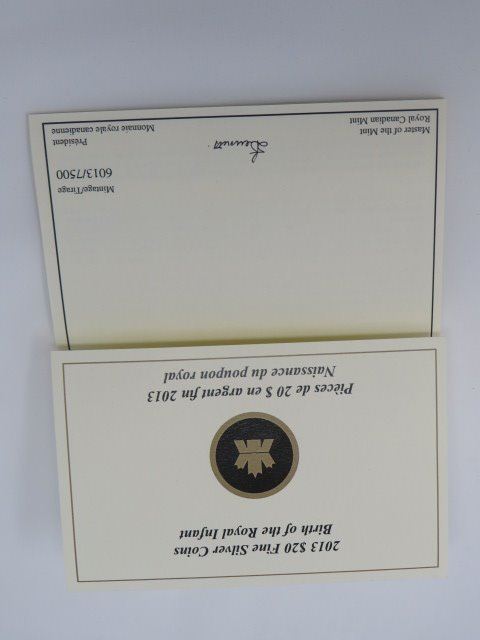 2013 $20 Fine Silver Coins
Birth of the Royal Infant
Pièces de 20 $ en argent fin 2013
Naissance du poupon royal
Mintage/Tirage
6013/7500
Master of the Mint
Royal Canadian Mint
Président
Monnaie royale canadienne